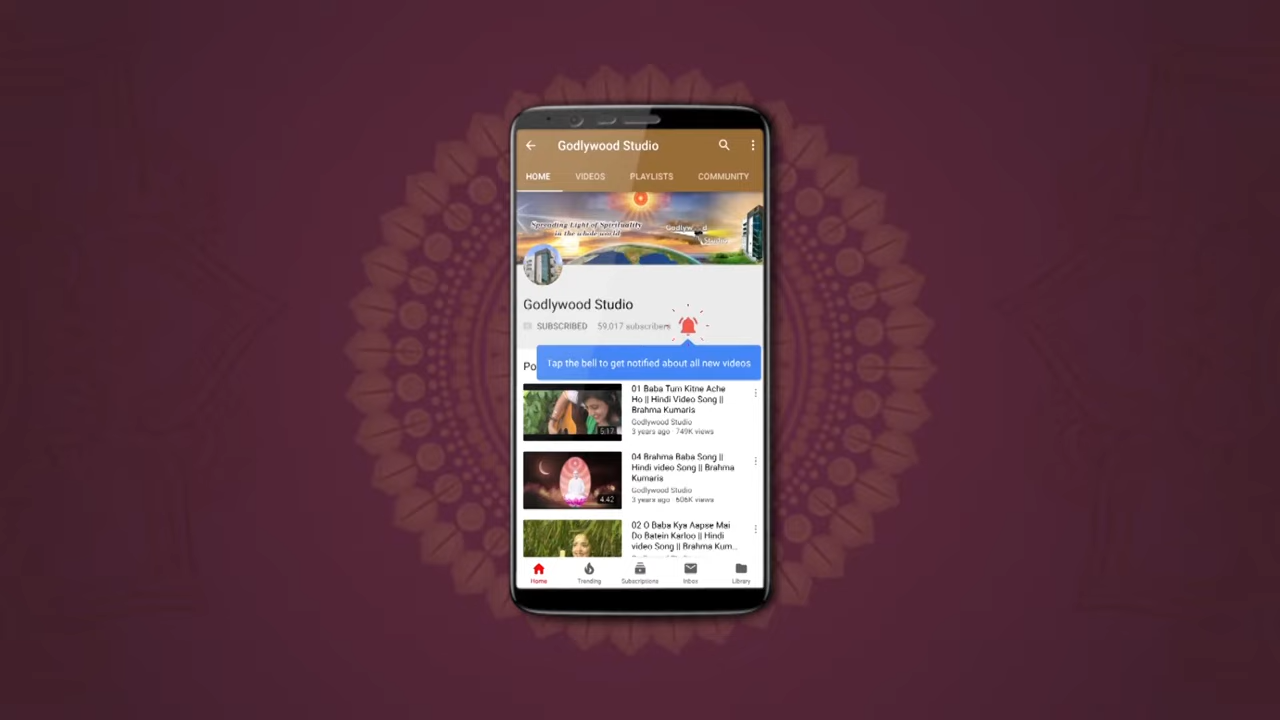 Godlywood Studio
HOME VIDEOS PLAYLISTS COMMUNITY
Spreading Light of Spirituality
in the whole world
Godlywood Studio
SUBSCRIBED 59,017 subscribers
Tap the bell to get notified about all new videos
Po
5:17
01 Baba Tum Kitne Ache
Ho || Hindi Video Song ||
Brahma Kumaris
Godlywood Studio
3 years ago · 749K views
4:42
04 Brahma Baba Song ||
Hindi video Song || Brahma
Kumaris
Godlywood Studio
3 years ago · 606K views
02 O Baba Kya Aapse Mai
Do Batein Karloo || Hindi
video Song || Brahma Kum...
Home Trending Subscriptions Inbox Library